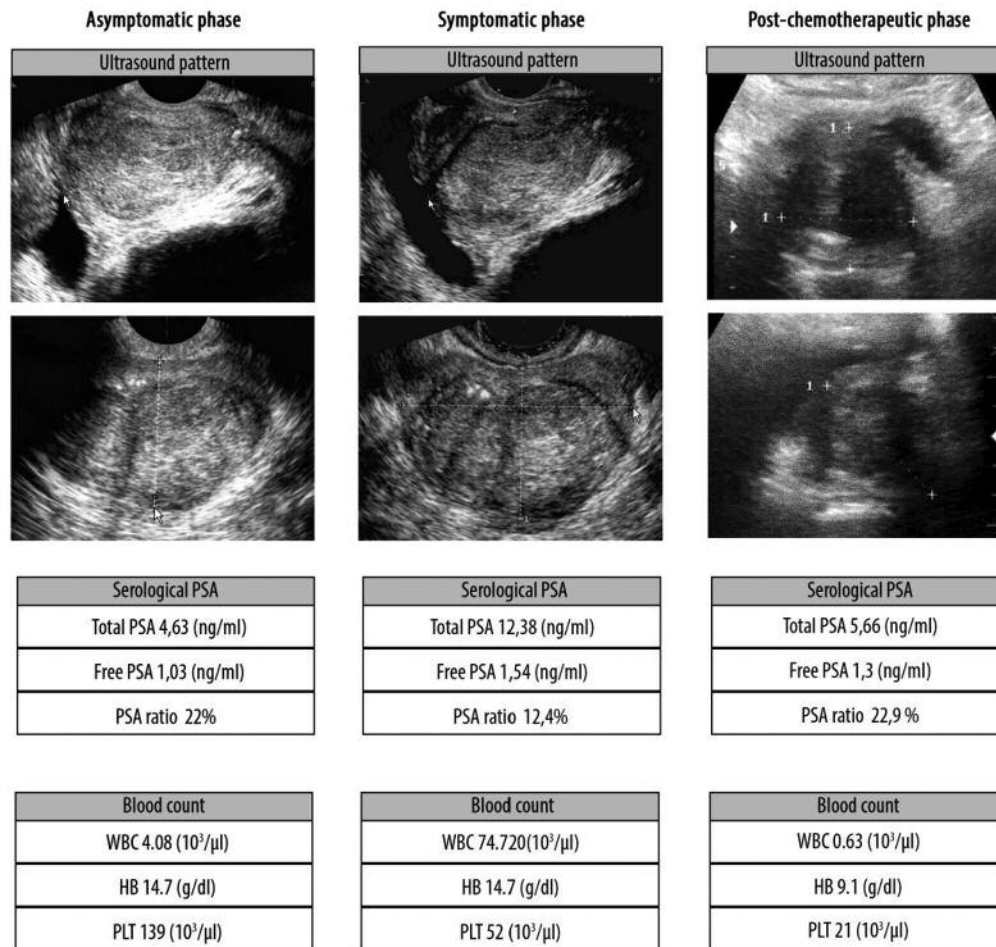 Asymptomatic phase
Ultrasound pattern
Serological PSA
Total PSA 4,63 (ng/ml)
Free PSA 1,03 (ng/ml)
PSA ratio 22%
Blood count
WBC 4.08 (10³/µl)
HB 14.7 (g/dl)
PLT 139 (10³/µl)
Symptomatic phase
Ultrasound pattern
Serological PSA
Total PSA 12,38 (ng/ml)
Free PSA 1,54 (ng/ml)
PSA ratio 12,4%
Blood count
WBC 74.720(10³/µl)
HB 14.7 (g/dl)
PLT 52 (10³/µl)
Post-chemotherapeutic phase
Ultrasound pattern
1
1
1
Serological PSA
Total PSA 5,66 (ng/ml)
Free PSA 1,3 (ng/ml)
PSA ratio 22,9 %
Blood count
WBC 0.63 (10³/µl)
HB 9.1 (g/dl)
PLT 21 (10³/µl)